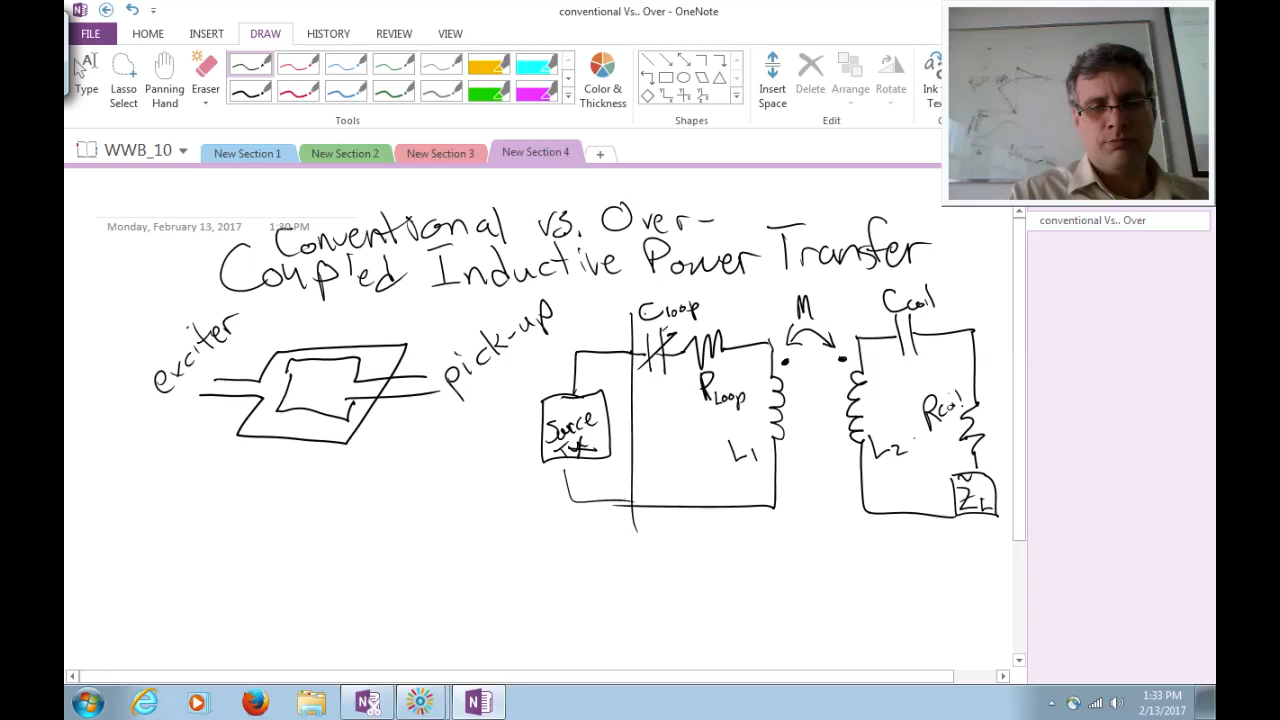 conventional Vs.. Over - OneNote
FILE HOME INSERT DRAW HISTORY REVIEW VIEW
Type
Lasso Select
Panning Hand
Eraser
Color & Thickness
Insert Space
Delete
Arrange
Rotate
Ink to
Tools
Shapes
Edit
WWB_10
New Section 1
New Section 2
New Section 3
New Section 4
conventional Vs.. Over
Monday, February 13, 2017 1:30 PM
Conventional vs. Over-
Coupled Inductive Power Transfer
exciter
pick-up
Cloop
M
Ccoil
RLoop
Rcoil
Source
Tx
L1
L2
ZL
1:33 PM
2/13/2017